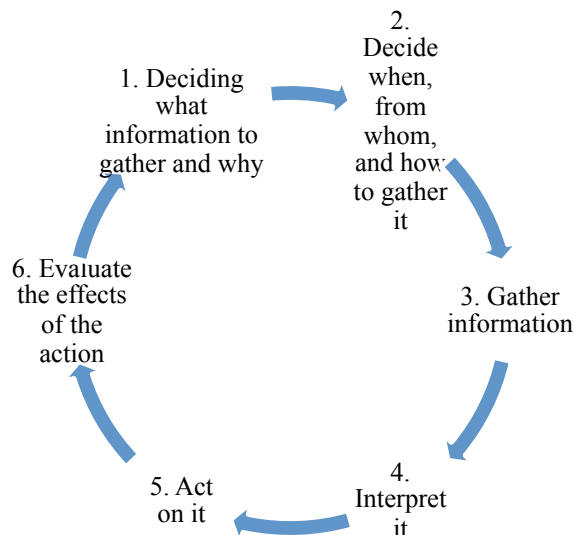 1. Deciding
what
information to
gather and why
2.
Decide
when,
from
whom,
and how
to gather
it
3. Gather
information
4.
Interpret
it
5. Act
on it
6. Evaluate
the effects
of the
action